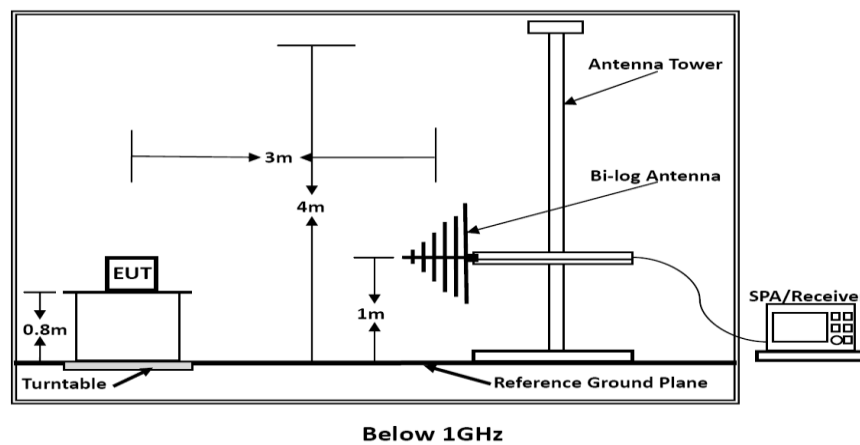 Antenna Tower
3m
Bi-log Antenna
4m
EUT
SPA/Receive
0.8m
1m
Turntable
Reference Ground Plane
Below 1GHz